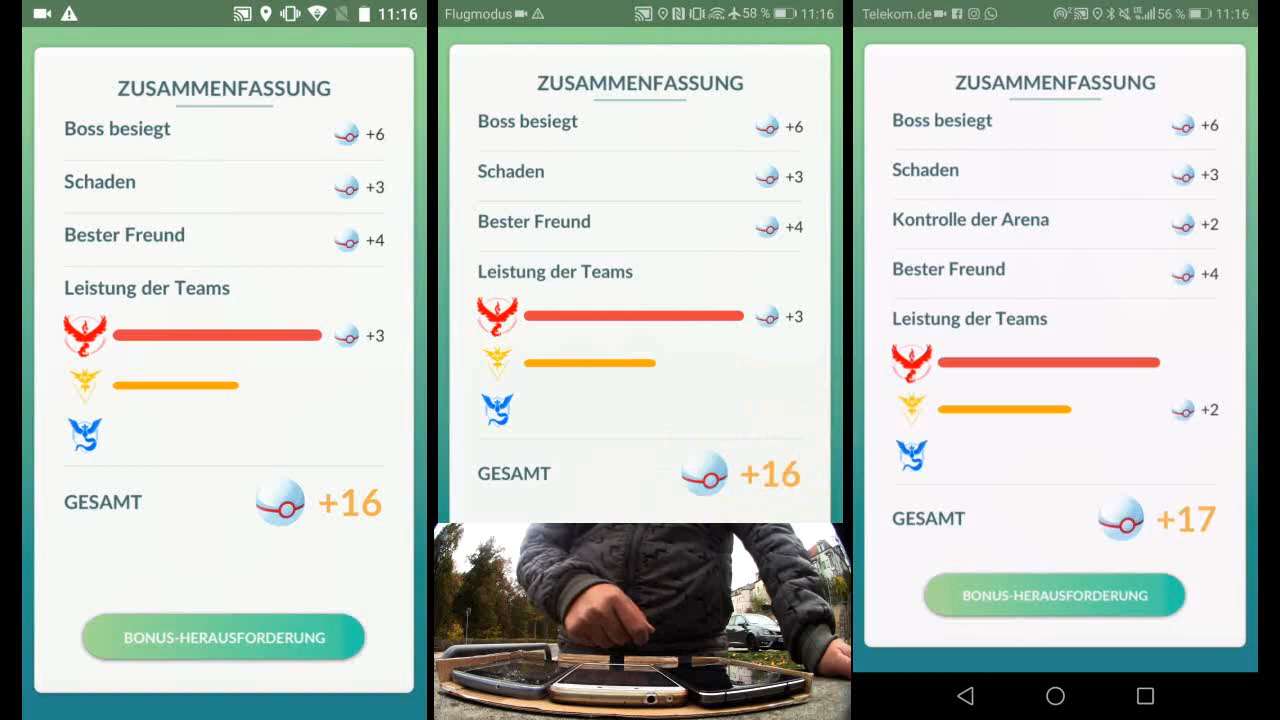 11:16
ZUSAMMENFASSUNG
Boss besiegt +6
Schaden +3
Bester Freund +4
Leistung der Teams
+3
GESAMT +16
BONUS-HERAUSFORDERUNG
Flugmodus 58 % 11:16
ZUSAMMENFASSUNG
Boss besiegt +6
Schaden +3
Bester Freund +4
Leistung der Teams
+3
GESAMT +16
Telekom.de 56 % 11:16
ZUSAMMENFASSUNG
Boss besiegt +6
Schaden +3
Kontrolle der Arena +2
Bester Freund +4
Leistung der Teams
+2
GESAMT +17
BONUS-HERAUSFORDERUNG